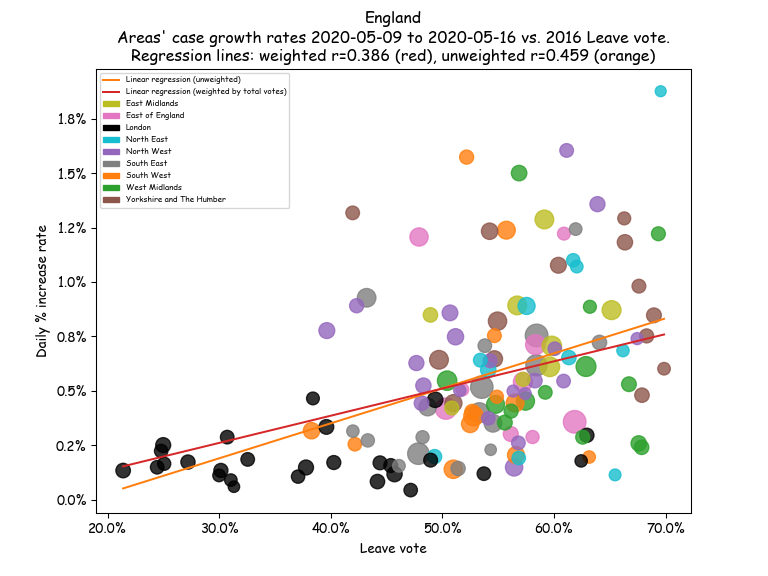 England
Areas' case growth rates 2020-05-09 to 2020-05-16 vs. 2016 Leave vote.
Regression lines: weighted r=0.386 (red), unweighted r=0.459 (orange)
Linear regression (unweighted)
Linear regression (weighted by total votes)
East Midlands
East of England
London
North East
North West
South East
South West
West Midlands
Yorkshire and The Humber
Daily % increase rate
1.8%
1.5%
1.2%
1.0%
0.8%
0.5%
0.2%
0.0%
20.0% 30.0% 40.0% 50.0% 60.0% 70.0%
Leave vote